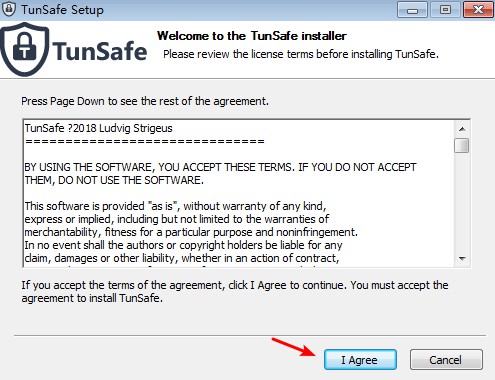 TunSafe Setup
TunSafe
Welcome to the TunSafe installer
Please review the license terms before installing TunSafe.
Press Page Down to see the rest of the agreement.
TunSafe ?2018 Ludvig Strigeus
==============================
BY USING THE SOFTWARE, YOU ACCEPT THESE TERMS. IF YOU DO NOT ACCEPT
THEM, DO NOT USE THE SOFTWARE.
This software is provided "as is", without warranty of any kind,
express or implied, including but not limited to the warranties of
merchantability, fitness for a particular purpose and noninfringement.
In no event shall the authors or copyright holders be liable for any
claim, damages or other liability, whether in an action of contract,
If you accept the terms of the agreement, click I Agree to continue. You must accept the
agreement to install TunSafe.
I Agree
Cancel